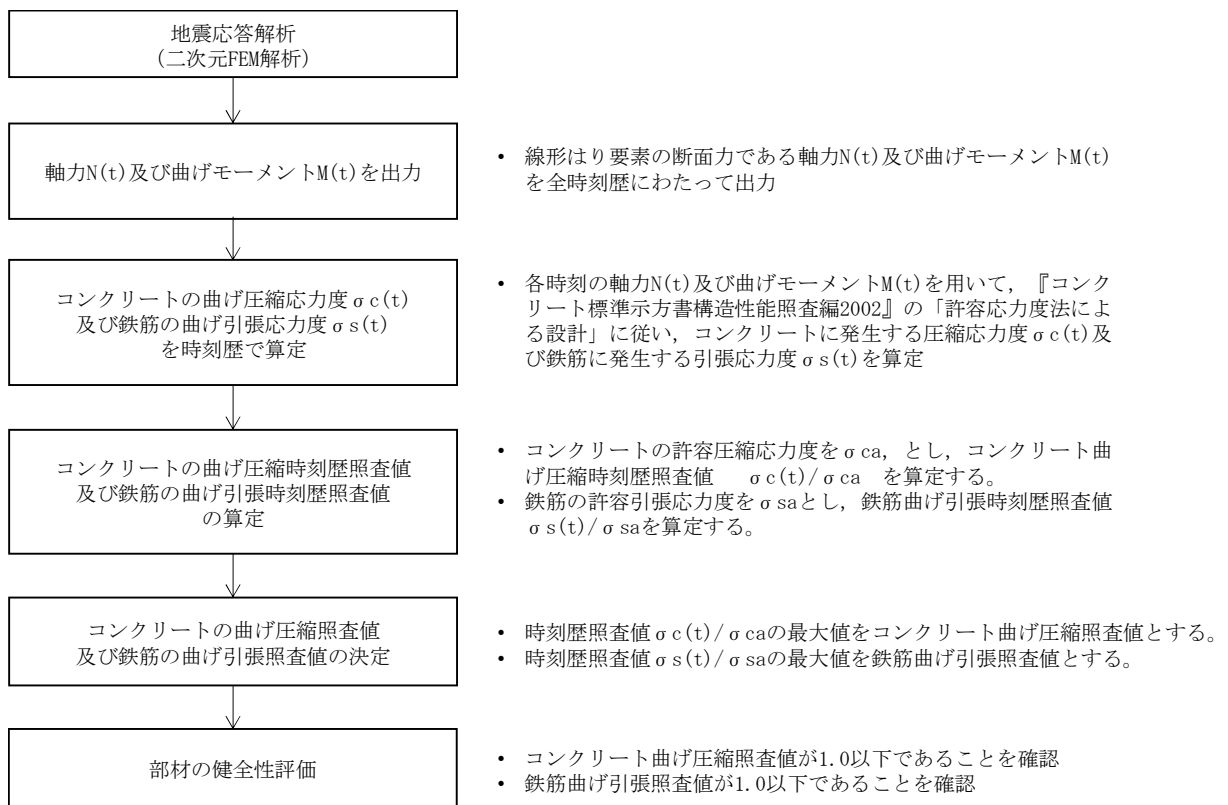 地震応答解析
(二次元FEM解析)
軸力N(t)及び曲げモーメントM(t)を出力
• 線形はり要素の断面力である軸力N(t)及び曲げモーメントM(t)
を全時刻歴にわたって出力
コンクリートの曲げ圧縮応力度σc(t)
及び鉄筋の曲げ引張応力度σs(t)
を時刻歴で算定
• 各時刻の軸力N(t)及び曲げモーメントM(t)を用いて，『コンク
リート標準示方書構造性能照査編2002』の「許容応力度法によ
る設計」に従い，コンクリートに発生する圧縮応力度σc(t)及
び鉄筋に発生する引張応力度σs(t)を算定
コンクリートの曲げ圧縮時刻歴照査値
及び鉄筋の曲げ引張時刻歴照査値
の算定
• コンクリートの許容圧縮応力度をσca，とし，コンクリート曲
げ圧縮時刻歴照査値　σc(t)/σca　を算定する。
• 鉄筋の許容引張応力度をσsaとし，鉄筋曲げ引張時刻歴照査値
σs(t)/σsaを算定する。
コンクリートの曲げ圧縮照査値
及び鉄筋の曲げ引張照査値の決定
• 時刻歴照査値σc(t)/σcaの最大値をコンクリート曲げ圧縮照査値とする。
• 時刻歴照査値σs(t)/σsaの最大値を鉄筋曲げ引張照査値とする。
部材の健全性評価
• コンクリート曲げ圧縮照査値が1.0以下であることを確認
• 鉄筋曲げ引張照査値が1.0以下であることを確認